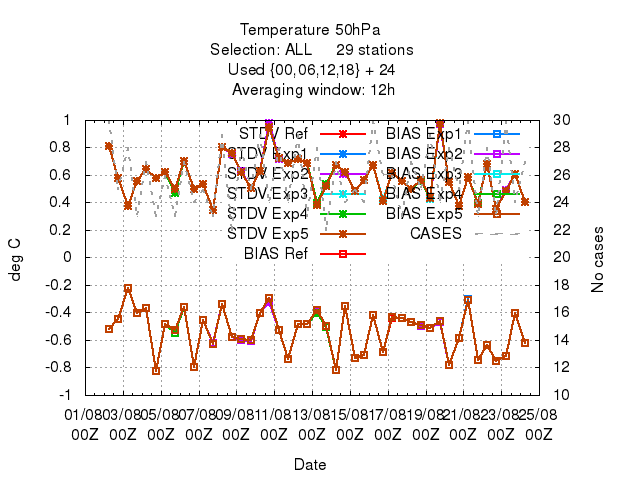 Temperature 50hPa
Selection: ALL 29 stations
Used {00,06,12,18} + 24
Averaging window: 12h
1 30
0.8 28
0.6 26
0.4 24
0.2 22
0 20
-0.2 18
-0.4 16
-0.6 14
-0.8 12
-1 10
deg C
No cases
STDV Ref
STDV Exp1
STDV Exp2
STDV Exp3
STDV Exp4
STDV Exp5
BIAS Ref
BIAS Exp1
BIAS Exp2
BIAS Exp3
BIAS Exp4
BIAS Exp5
CASES
01/08 03/08 05/08 07/08 09/08 11/08 13/08 15/08 17/08 19/08 21/08 23/08 25/08
00Z 00Z 00Z 00Z 00Z 00Z 00Z 00Z 00Z 00Z 00Z 00Z 00Z
Date